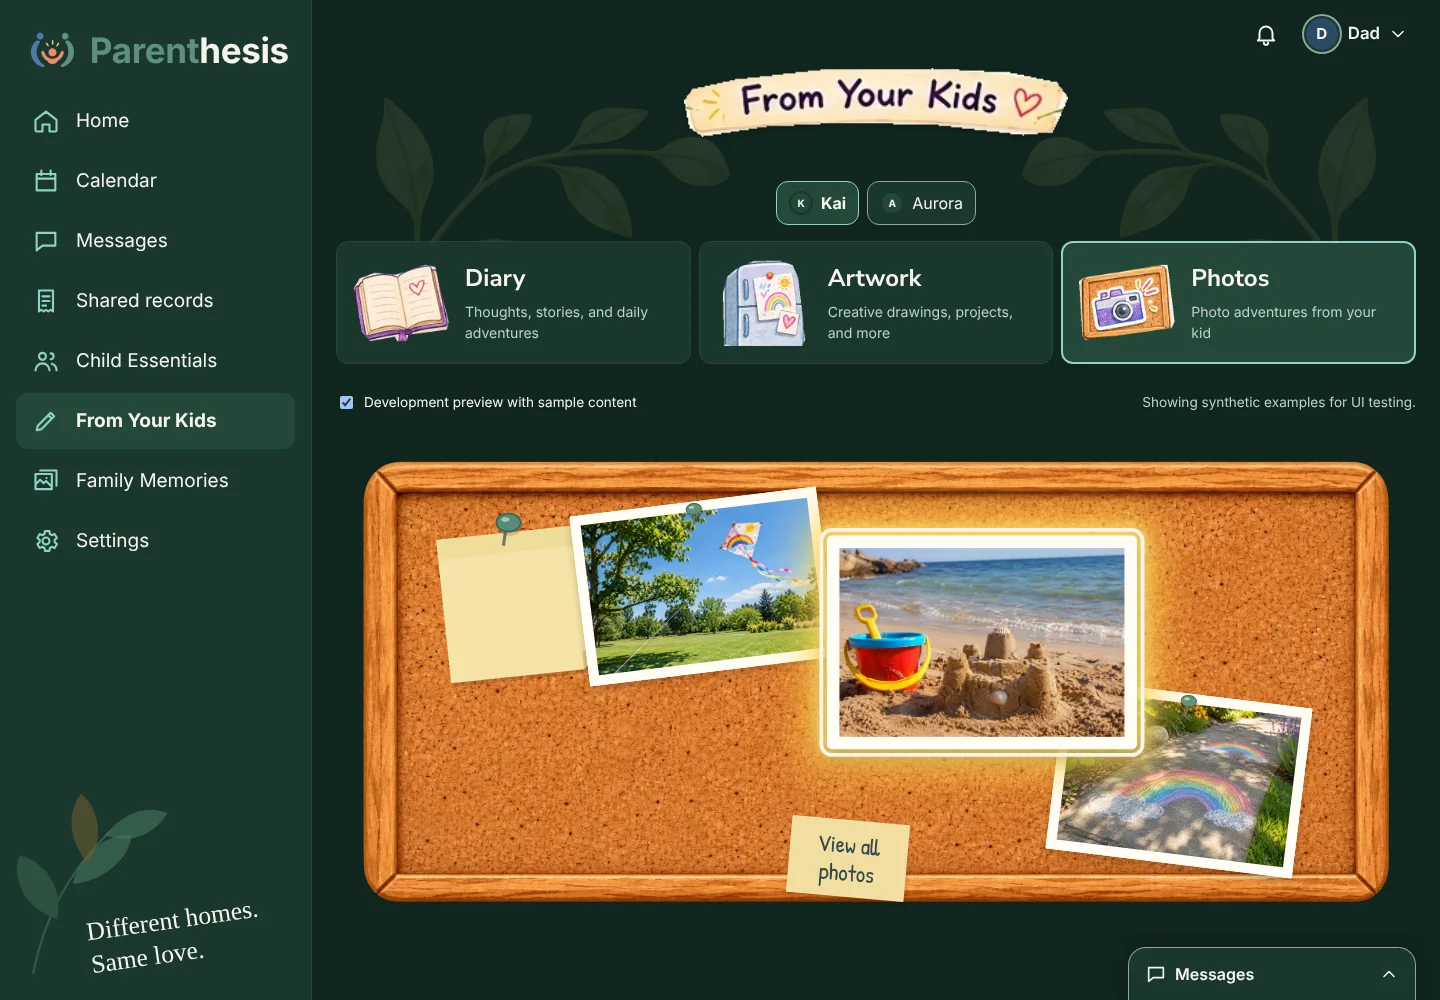 Parenthesis
Home
Calendar
Messages
Shared records
Child Essentials
From Your Kids
Family Memories
Settings
Different homes.
Same love.
D
Dad
From Your Kids
K
Kai
A
Aurora
Diary
Thoughts, stories, and daily
adventures
Artwork
Creative drawings, projects,
and more
Photos
Photo adventures from your
kid
Development preview with sample content
Showing synthetic examples for UI testing.
View all
photos
Messages